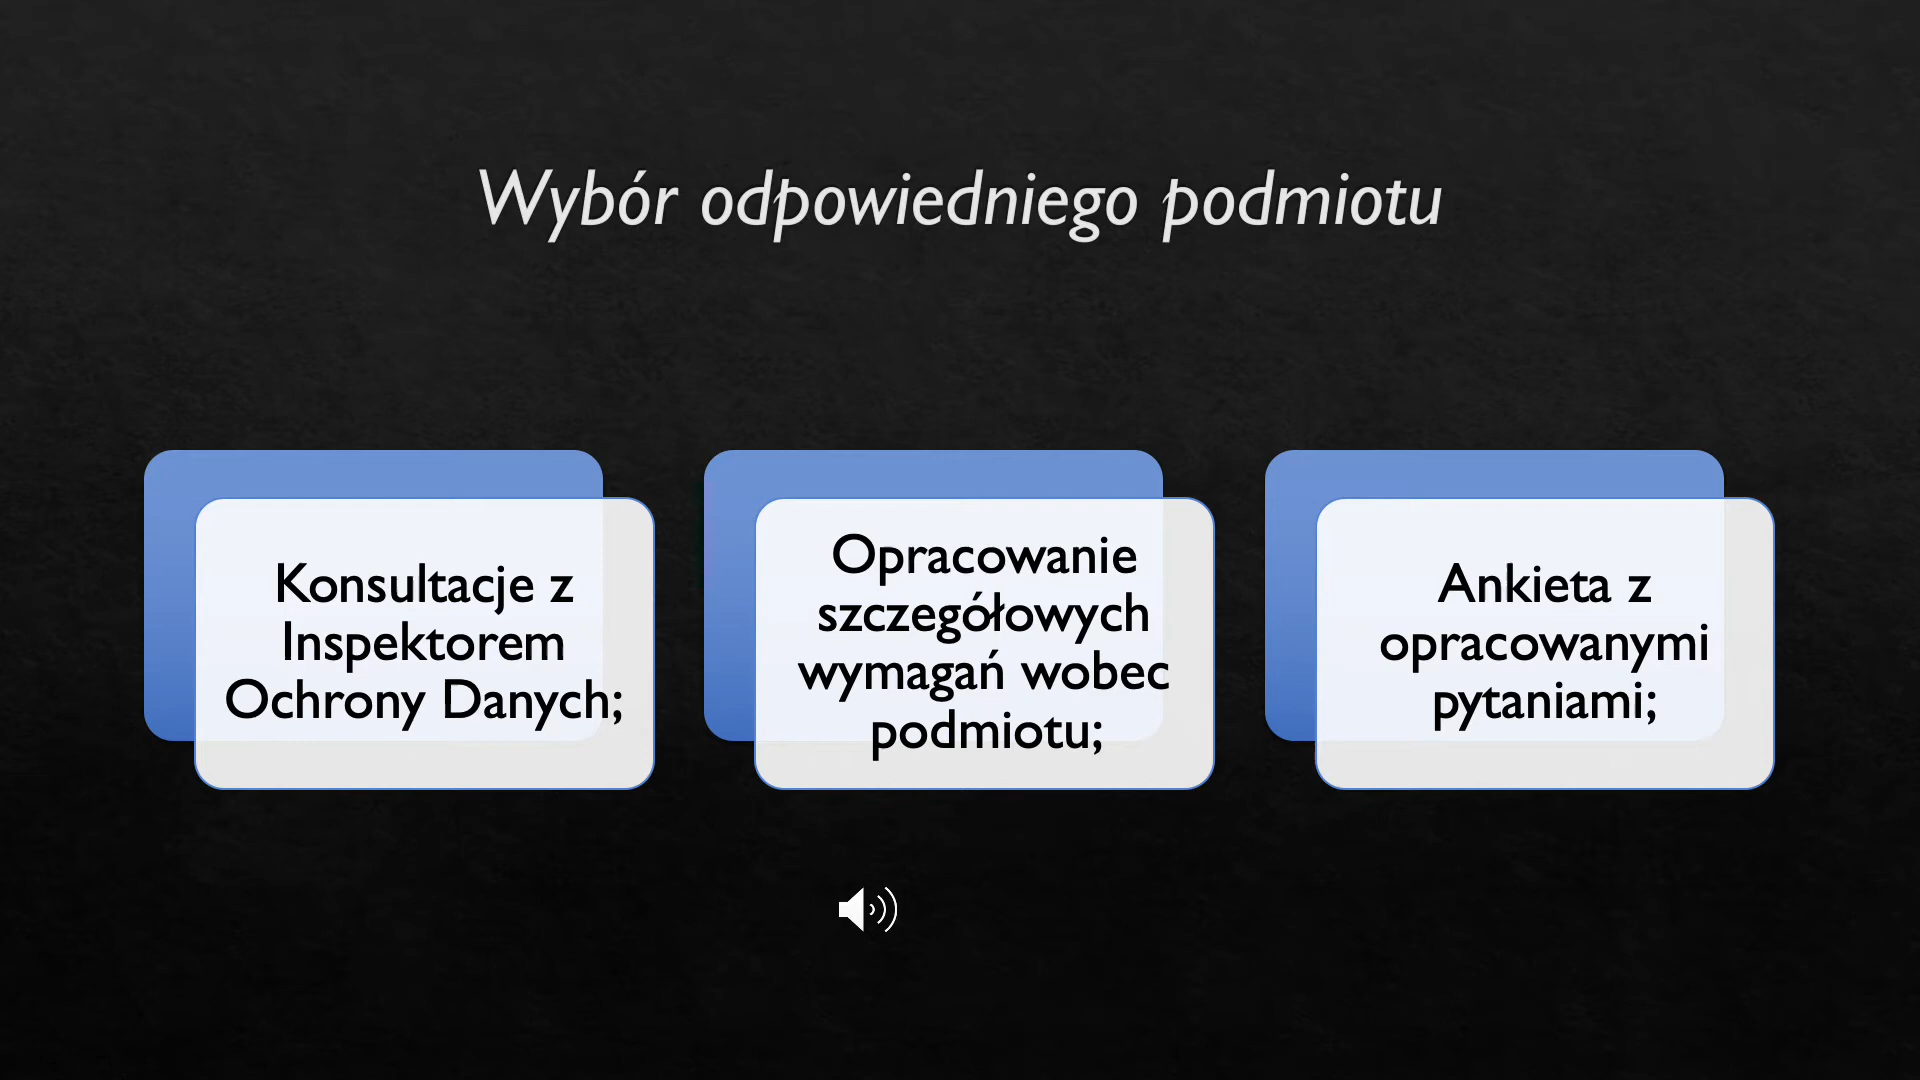 Wybór odpowiedniego podmiotu
Konsultacje z
Inspektorem
Ochrony Danych;
Opracowanie
szczegółowych
wymagań wobec
podmiotu;
Ankieta z
opracowanymi
pytaniami;